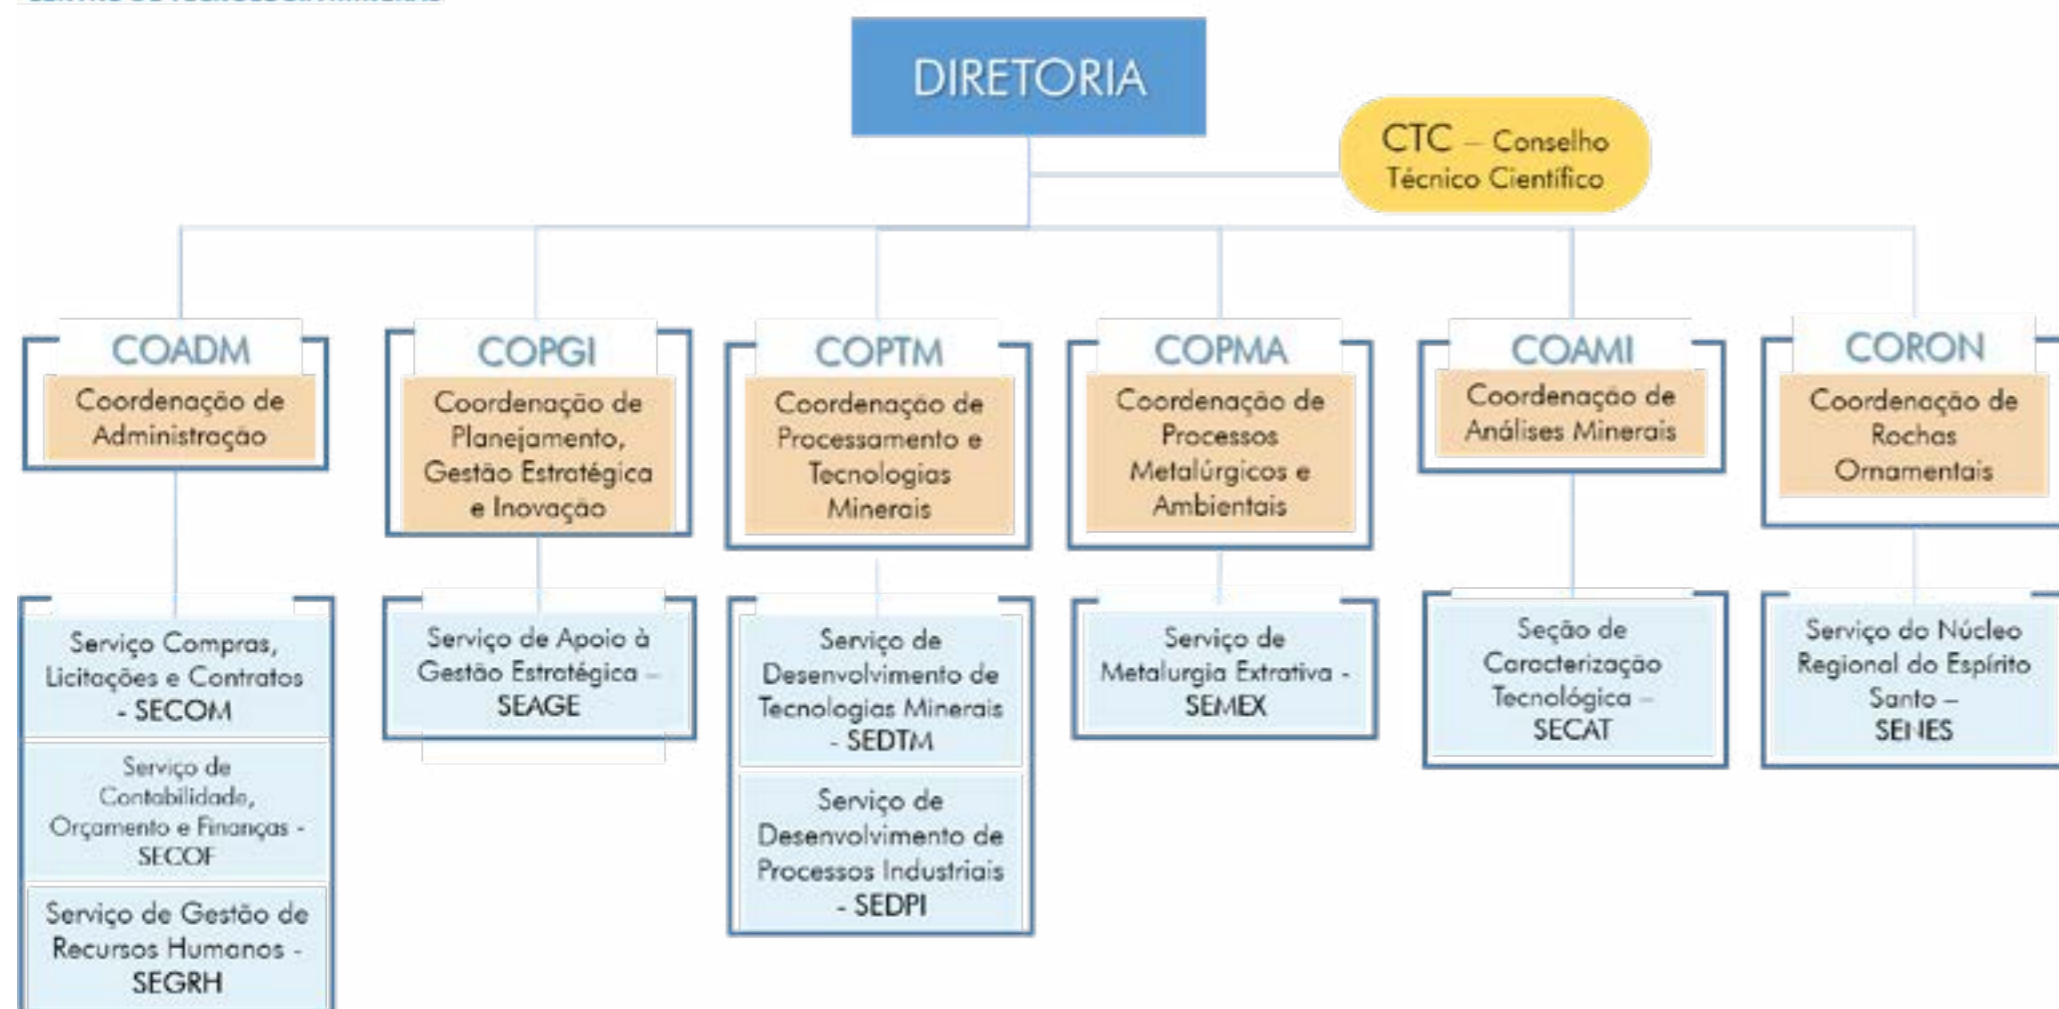 DIRETORIA
CTC – Conselho
Técnico Científico
COADM
Coordenação de
Administração
COPGI
Coordenação de
Planejamento,
Gestão Estratégica
e Inovação
COPTM
Coordenação de
Processamento e
Tecnologias
Minerais
COPMA
Coordenação de
Processos
Metalúrgicos e
Ambientais
COAMI
Coordenação de
Análises Minerais
CORON
Coordenação de
Rochas
Ornamentais
Serviço Compras,
Licitações e Contratos
- SECOM
Serviço de
Contabilidade,
Orçamento e Finanças -
SECOF
Serviço de Gestão de
Recursos Humanos -
SEGRH
Serviço de Apoio à
Gestão Estratégica –
SEAGE
Serviço de
Desenvolvimento de
Tecnologias Minerais
- SEDTM
Serviço de
Desenvolvimento de
Processos Industriais
- SEDPI
Serviço de
Metalurgia Extrativa -
SEMEX
Seção de
Caracterização
Tecnológica –
SECAT
Serviço do Núcleo
Regional do Espírito
Santo –
SENES